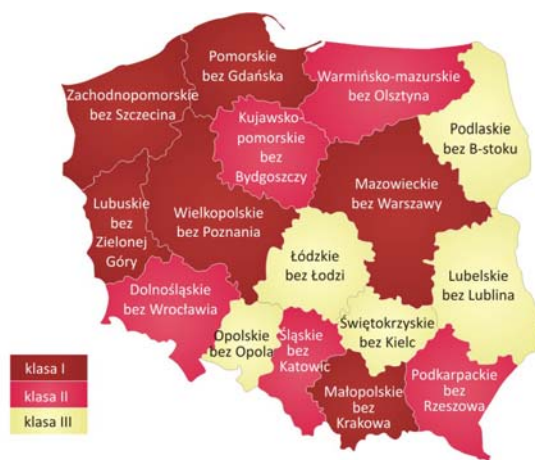 Pomorskie
bez Gdańska
Warmińsko-mazurskie
bez Olsztyna
Zachodnopomorskie
bez Szczecina
Kujawsko-
pomorskie
bez
Bydgoszczy
Podlaskie
bez B-stoku
Mazowieckie
bez Warszawy
Lubuskie
bez
Zielonej
Góry
Wielkopolskie
bez Poznania
Łódzkie
bez Łodzi
Lubelskie
bez Lublina
Dolnośląskie
bez Wrocławia
Opolskie
bez Opola
Śląskie
bez
Katowic
Świętokrzyskie
bez Kielc
Małopolskie
bez
Krakowa
Podkarpackie
bez
Rzeszowa
klasa I
klasa II
klasa III